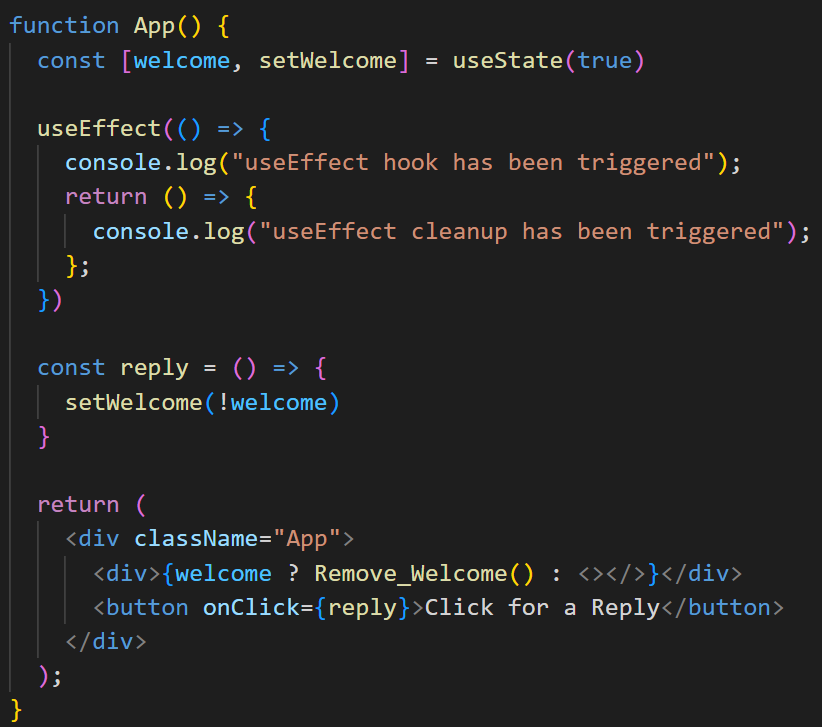 function App() {
  const [welcome, setWelcome] = useState(true)

  useEffect(() => {
    console.log("useEffect hook has been triggered");
    return () => {
      console.log("useEffect cleanup has been triggered");
    };
  })

  const reply = () => {
    setWelcome(!welcome)
  }

  return (
    <div className="App">
      <div>{welcome ? Remove_Welcome() : <></>}</div>
      <button onClick={reply}>Click for a Reply</button>
    </div>
  );
}